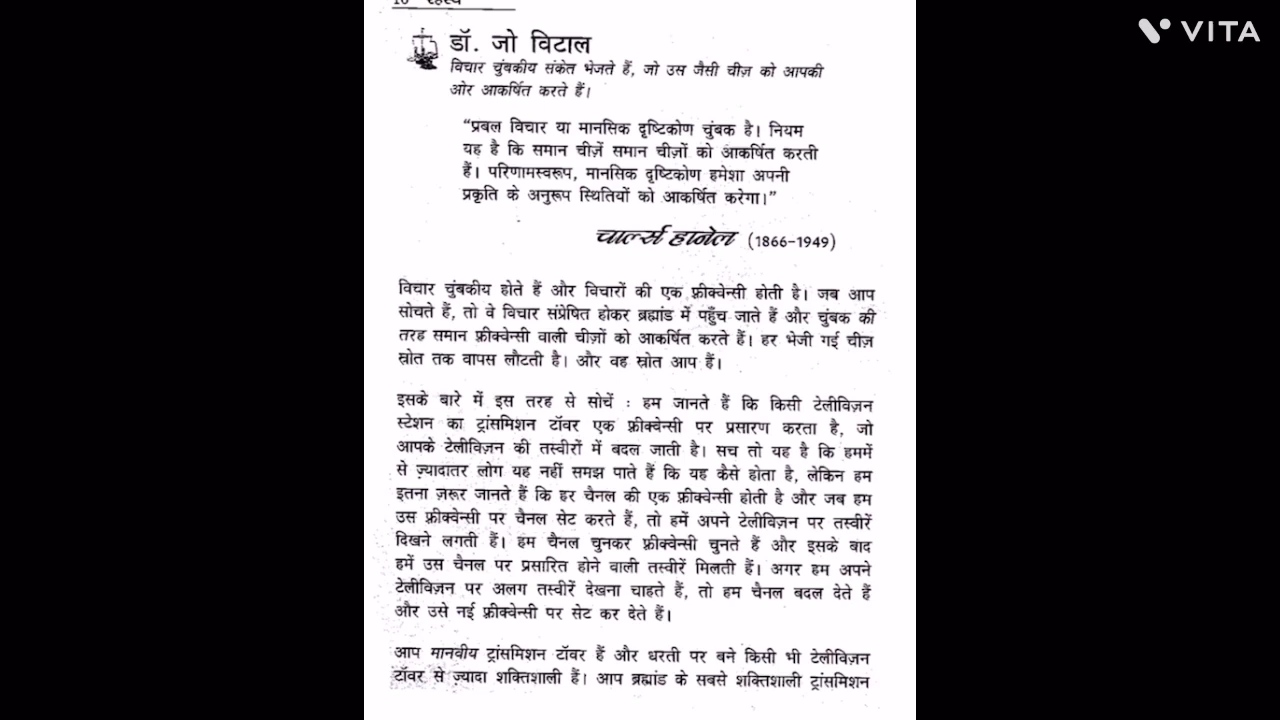 VITA
डॉ. जो विटाल
विचार चुंबकीय संकेत भेजते हैं, जो उस जैसी चीज़ को आपकी
ओर आकर्षित करते हैं।
“प्रबल विचार या मानसिक दृष्टिकोण चुंबक है। नियम
यह है कि समान चीज़ें समान चीज़ों को आकर्षित करती
हैं। परिणामस्वरूप, मानसिक दृष्टिकोण हमेशा अपनी
प्रकृति के अनुरूप स्थितियों को आकर्षित करेगा।”
चार्ल्स हानेल (1866-1949)
विचार चुंबकीय होते हैं और विचारों की एक फ़्रीक्वेन्सी होती है। जब आप
सोचते हैं, तो वे विचार संप्रेषित होकर ब्रह्मांड में पहुँच जाते हैं और चुंबक की
तरह समान फ़्रीक्वेन्सी वाली चीज़ों को आकर्षित करते हैं। हर भेजी गई चीज़
स्रोत तक वापस लौटती है। और वह स्रोत आप हैं।
इसके बारे में इस तरह से सोचें : हम जानते हैं कि किसी टेलीविज़न
स्टेशन का ट्रांसमिशन टॉवर एक फ़्रीक्वेन्सी पर प्रसारण करता है, जो
आपके टेलीविज़न की तस्वीरों में बदल जाती है। सच तो यह है कि हममें
से ज़्यादातर लोग यह नहीं समझ पाते हैं कि यह कैसे होता है, लेकिन हम
इतना ज़रूर जानते हैं कि हर चैनल की एक फ़्रीक्वेन्सी होती है और जब हम
उस फ़्रीक्वेन्सी पर चैनल सेट करते हैं, तो हमें अपने टेलीविज़न पर तस्वीरें
दिखने लगती हैं। हम चैनल चुनकर फ़्रीक्वेन्सी चुनते हैं और इसके बाद
हमें उस चैनल पर प्रसारित होने वाली तस्वीरें मिलती हैं। अगर हम अपने
टेलीविज़न पर अलग तस्वीरें देखना चाहते हैं, तो हम चैनल बदल देते हैं
और उसे नई फ़्रीक्वेन्सी पर सेट कर देते हैं।
आप मानवीय ट्रांसमिशन टॉवर हैं और धरती पर बने किसी भी टेलीविज़न
टॉवर से ज़्यादा शक्तिशाली हैं। आप ब्रह्मांड के सबसे शक्तिशाली ट्रांसमिशन